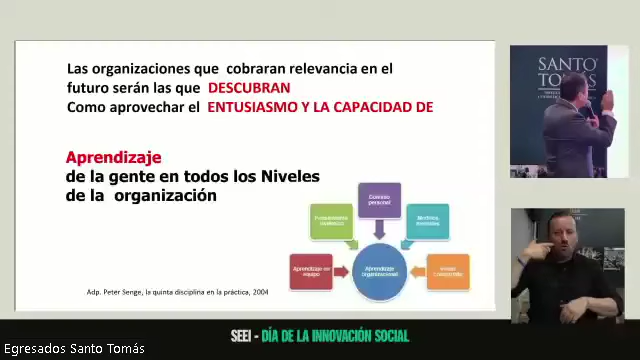 Las organizaciones que cobraran relevancia en el
futuro serán las que DESCUBRAN
Como aprovechar el ENTUSIASMO Y LA CAPACIDAD DE
Aprendizaje
de la gente en todos los Niveles
de la organización
Dominio personal
Aprendizaje en equipo
Aprendizaje organizacional
Adp. Peter Senge, la quinta disciplina en la práctica, 2004
SANTO
TOMÁS
SEEI - DÍA DE LA INNOVACIÓN SOCIAL
Egresados Santo Tomás